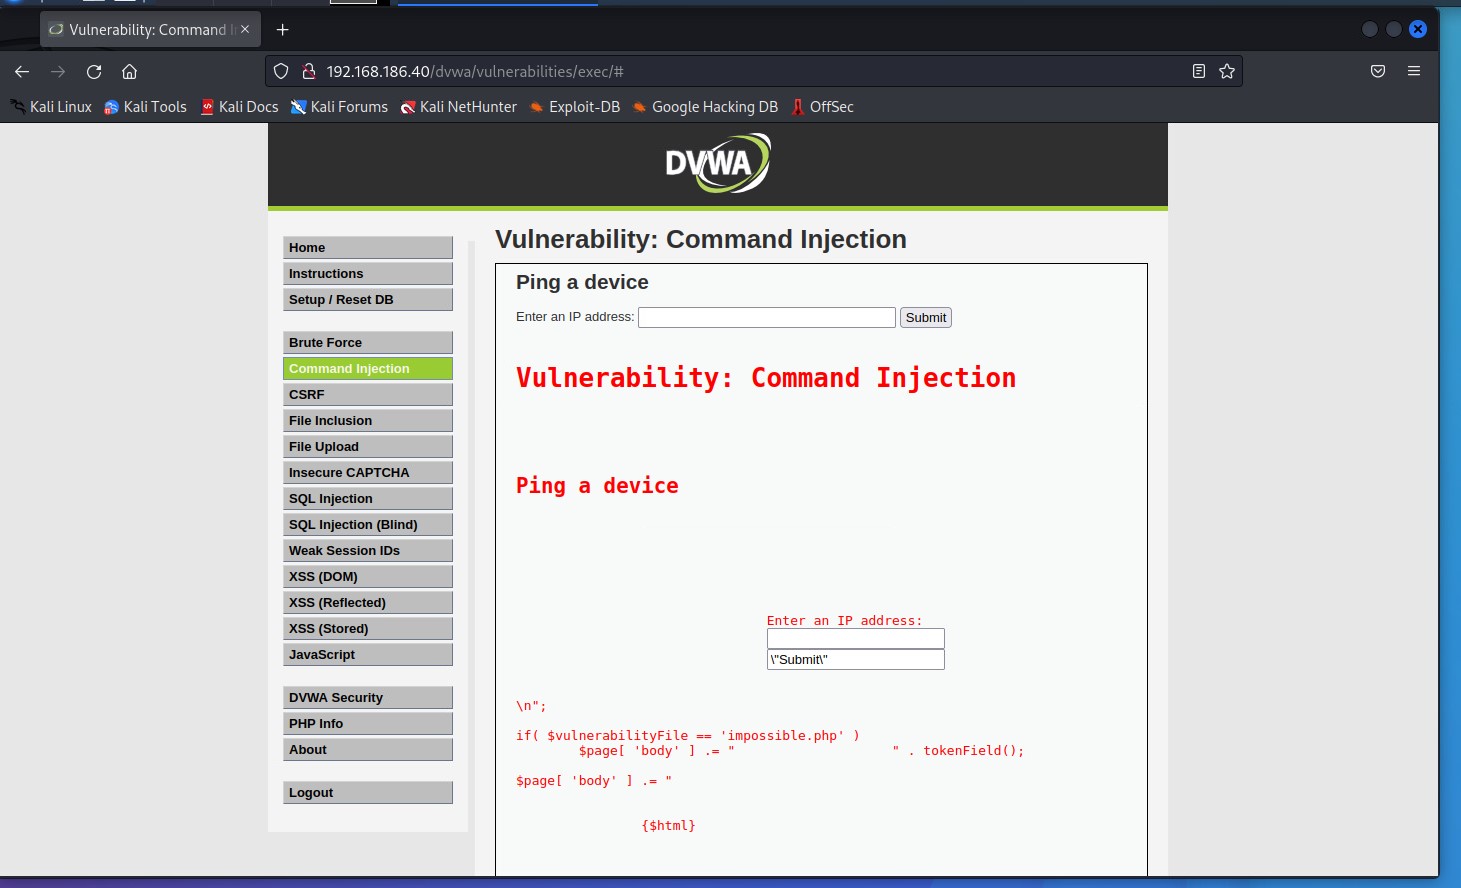 Vulnerability: Command I
192.168.186.40/dvwa/vulnerabilities/exec/#
Kali Linux Kali Tools Kali Docs Kali Forums Kali NetHunter Exploit-DB Google Hacking DB OffSec
DVWA
Vulnerability: Command Injection
Home
Instructions
Setup / Reset DB
Brute Force
Command Injection
CSRF
File Inclusion
File Upload
Insecure CAPTCHA
SQL Injection
SQL Injection (Blind)
Weak Session IDs
XSS (DOM)
XSS (Reflected)
XSS (Stored)
JavaScript
DVWA Security
PHP Info
About
Logout
Ping a device
Enter an IP address: Submit
Vulnerability: Command Injection
Ping a device
Enter an IP address:
\"Submit\"
\n";
if( $vulnerabilityFile == 'impossible.php' )
$page[ 'body' ] .= " " . tokenField();
$page[ 'body' ] .= "
{$html}